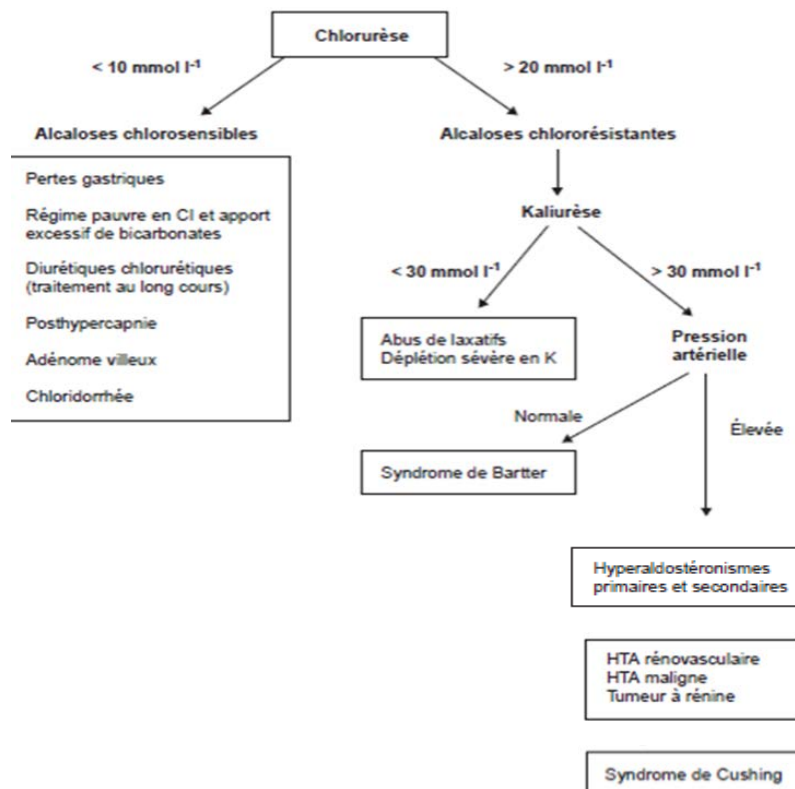 Chlorurèse
< 10 mmol l-1
> 20 mmol l-1
Alcaloses chlorosensibles
Alcaloses chlororésistantes
Pertes gastriques
Régime pauvre en Cl et apport
excessif de bicarbonates
Diurétiques chlorurétiques
(traitement au long cours)
Posthypercapnie
Adénome villeux
Chloridorrhée
Kaliurèse
< 30 mmol l-1
> 30 mmol l-1
Abus de laxatifs
Déplétion sévère en K
Pression
artérielle
Normale
Élevée
Syndrome de Bartter
Hyperaldostéronismes
primaires et secondaires
HTA rénovasculaire
HTA maligne
Tumeur à rénine
Syndrome de Cushing